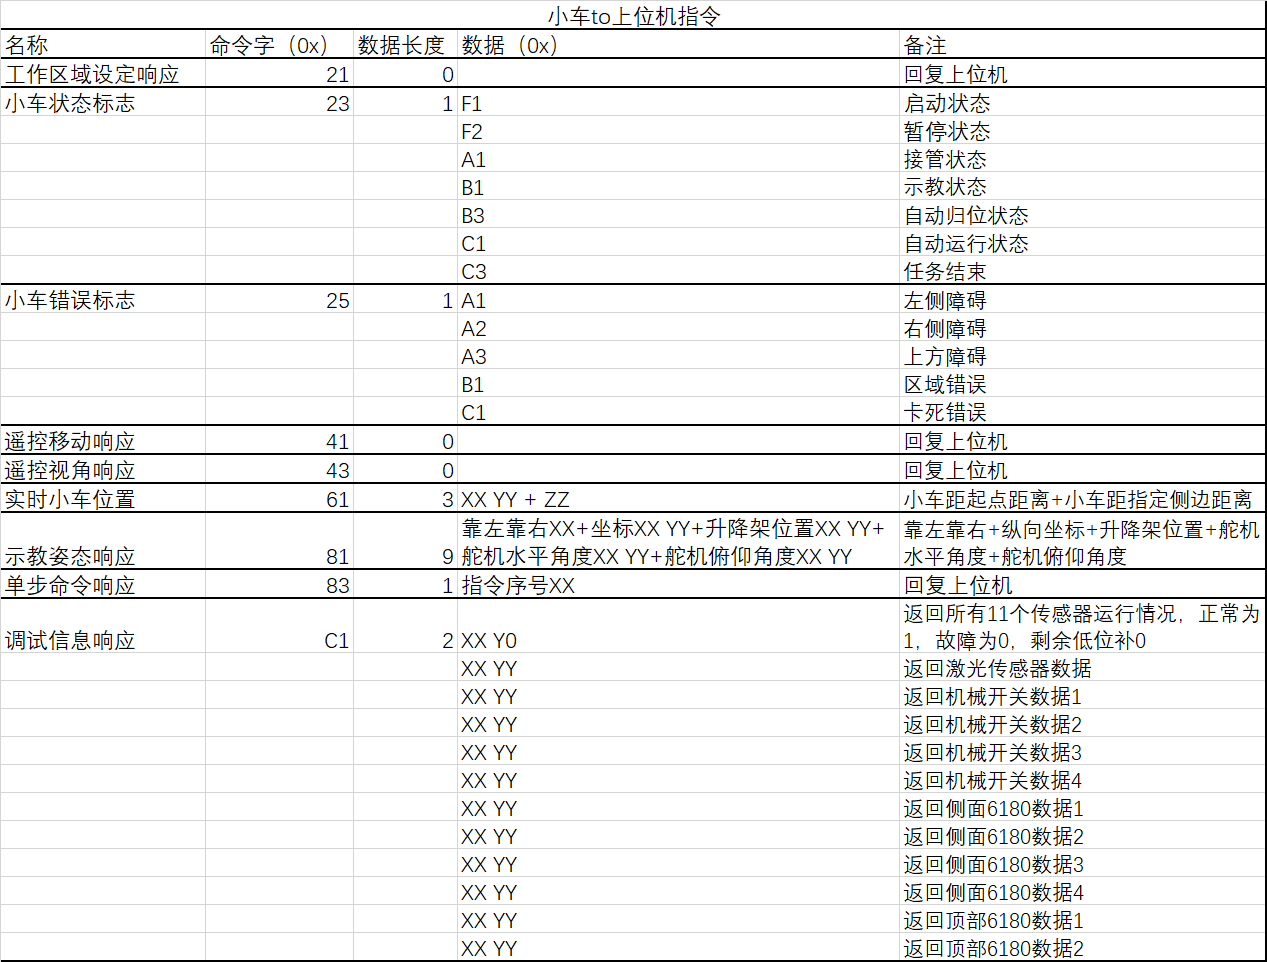 小车to上位机指令
名称 命令字（0x） 数据长度 数据（0x） 备注
工作区域设定响应 21 0 回复上位机
小车状态标志 23 1 F1 启动状态
F2 暂停状态
A1 接管状态
B1 示教状态
B3 自动归位状态
C1 自动运行状态
C3 任务结束
小车错误标志 25 1 A1 左侧障碍
A2 右侧障碍
A3 上方障碍
B1 区域错误
C1 卡死错误
遥控移动响应 41 0 回复上位机
遥控视角响应 43 0 回复上位机
实时小车位置 61 3 XX YY + ZZ 小车距起点距离+小车距指定侧边距离
示教姿态响应 81 9 靠左靠右XX+坐标XX YY+升降架位置XX YY+
舵机水平角度XX YY+舵机俯仰角度XX YY
靠左靠右+纵向坐标+升降架位置+舵机
水平角度+舵机俯仰角度
单步命令响应 83 1 指令序号XX 回复上位机
调试信息响应 C1 2 XX Y0
返回所有11个传感器运行情况，正常为
1，故障为0，剩余低位补0
XX YY 返回激光传感器数据
XX YY 返回机械开关数据1
XX YY 返回机械开关数据2
XX YY 返回机械开关数据3
XX YY 返回机械开关数据4
XX YY 返回侧面6180数据1
XX YY 返回侧面6180数据2
XX YY 返回侧面6180数据3
XX YY 返回侧面6180数据4
XX YY 返回顶部6180数据1
XX YY 返回顶部6180数据2